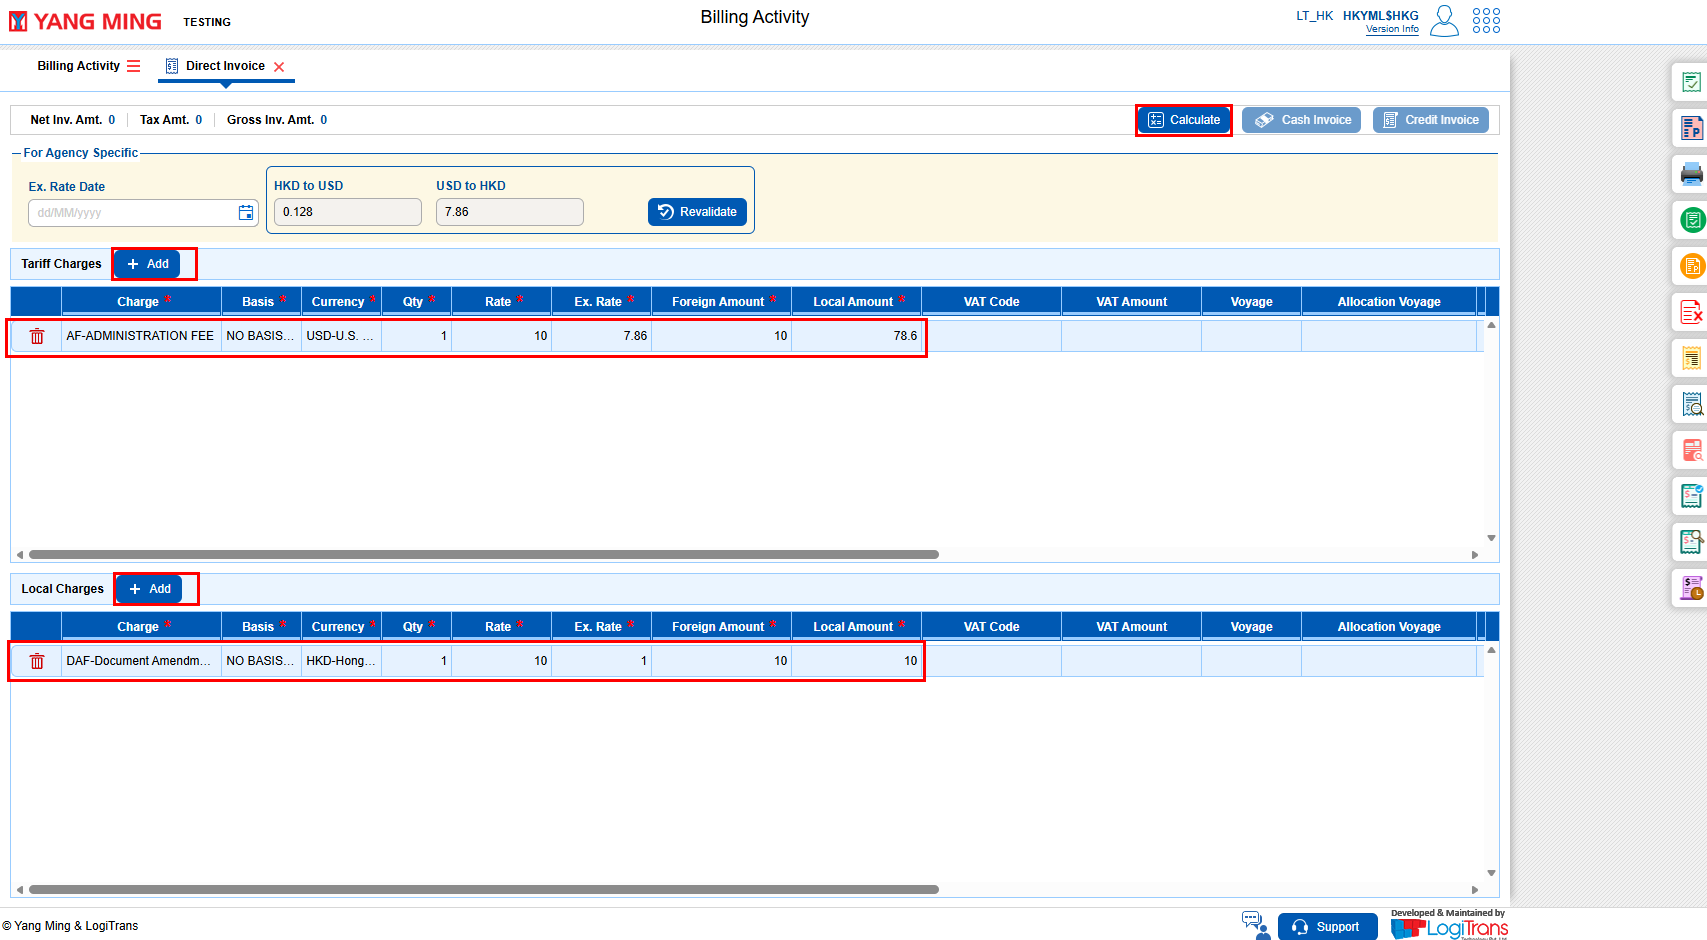 YANG MING TESTING Billing Activity LT_HK HKYML$HKG
Version Info
Billing Activity Direct Invoice
Net Inv. Amt. 0 Tax Amt. 0 Gross Inv. Amt. 0 Calculate Cash Invoice Credit Invoice
For Agency Specific
Ex. Rate Date HKD to USD USD to HKD
dd/MM/yyyy 0.128 7.86 Revalidate
Tariff Charges + Add
Charge * Basis * Currency * Qty * Rate * Ex. Rate * Foreign Amount * Local Amount * VAT Code VAT Amount Voyage Allocation Voyage
AF-ADMINISTRATION FEE NO BASIS... USD-U.S. ... 1 10 7.86 10 78.6
Local Charges + Add
Charge * Basis * Currency * Qty * Rate * Ex. Rate * Foreign Amount * Local Amount * VAT Code VAT Amount Voyage Allocation Voyage
DAF-Document Amendm... NO BASIS... HKD-Hong... 1 10 1 10 10
© Yang Ming & LogiTrans Support
Developed & Maintained by
LogiTrans